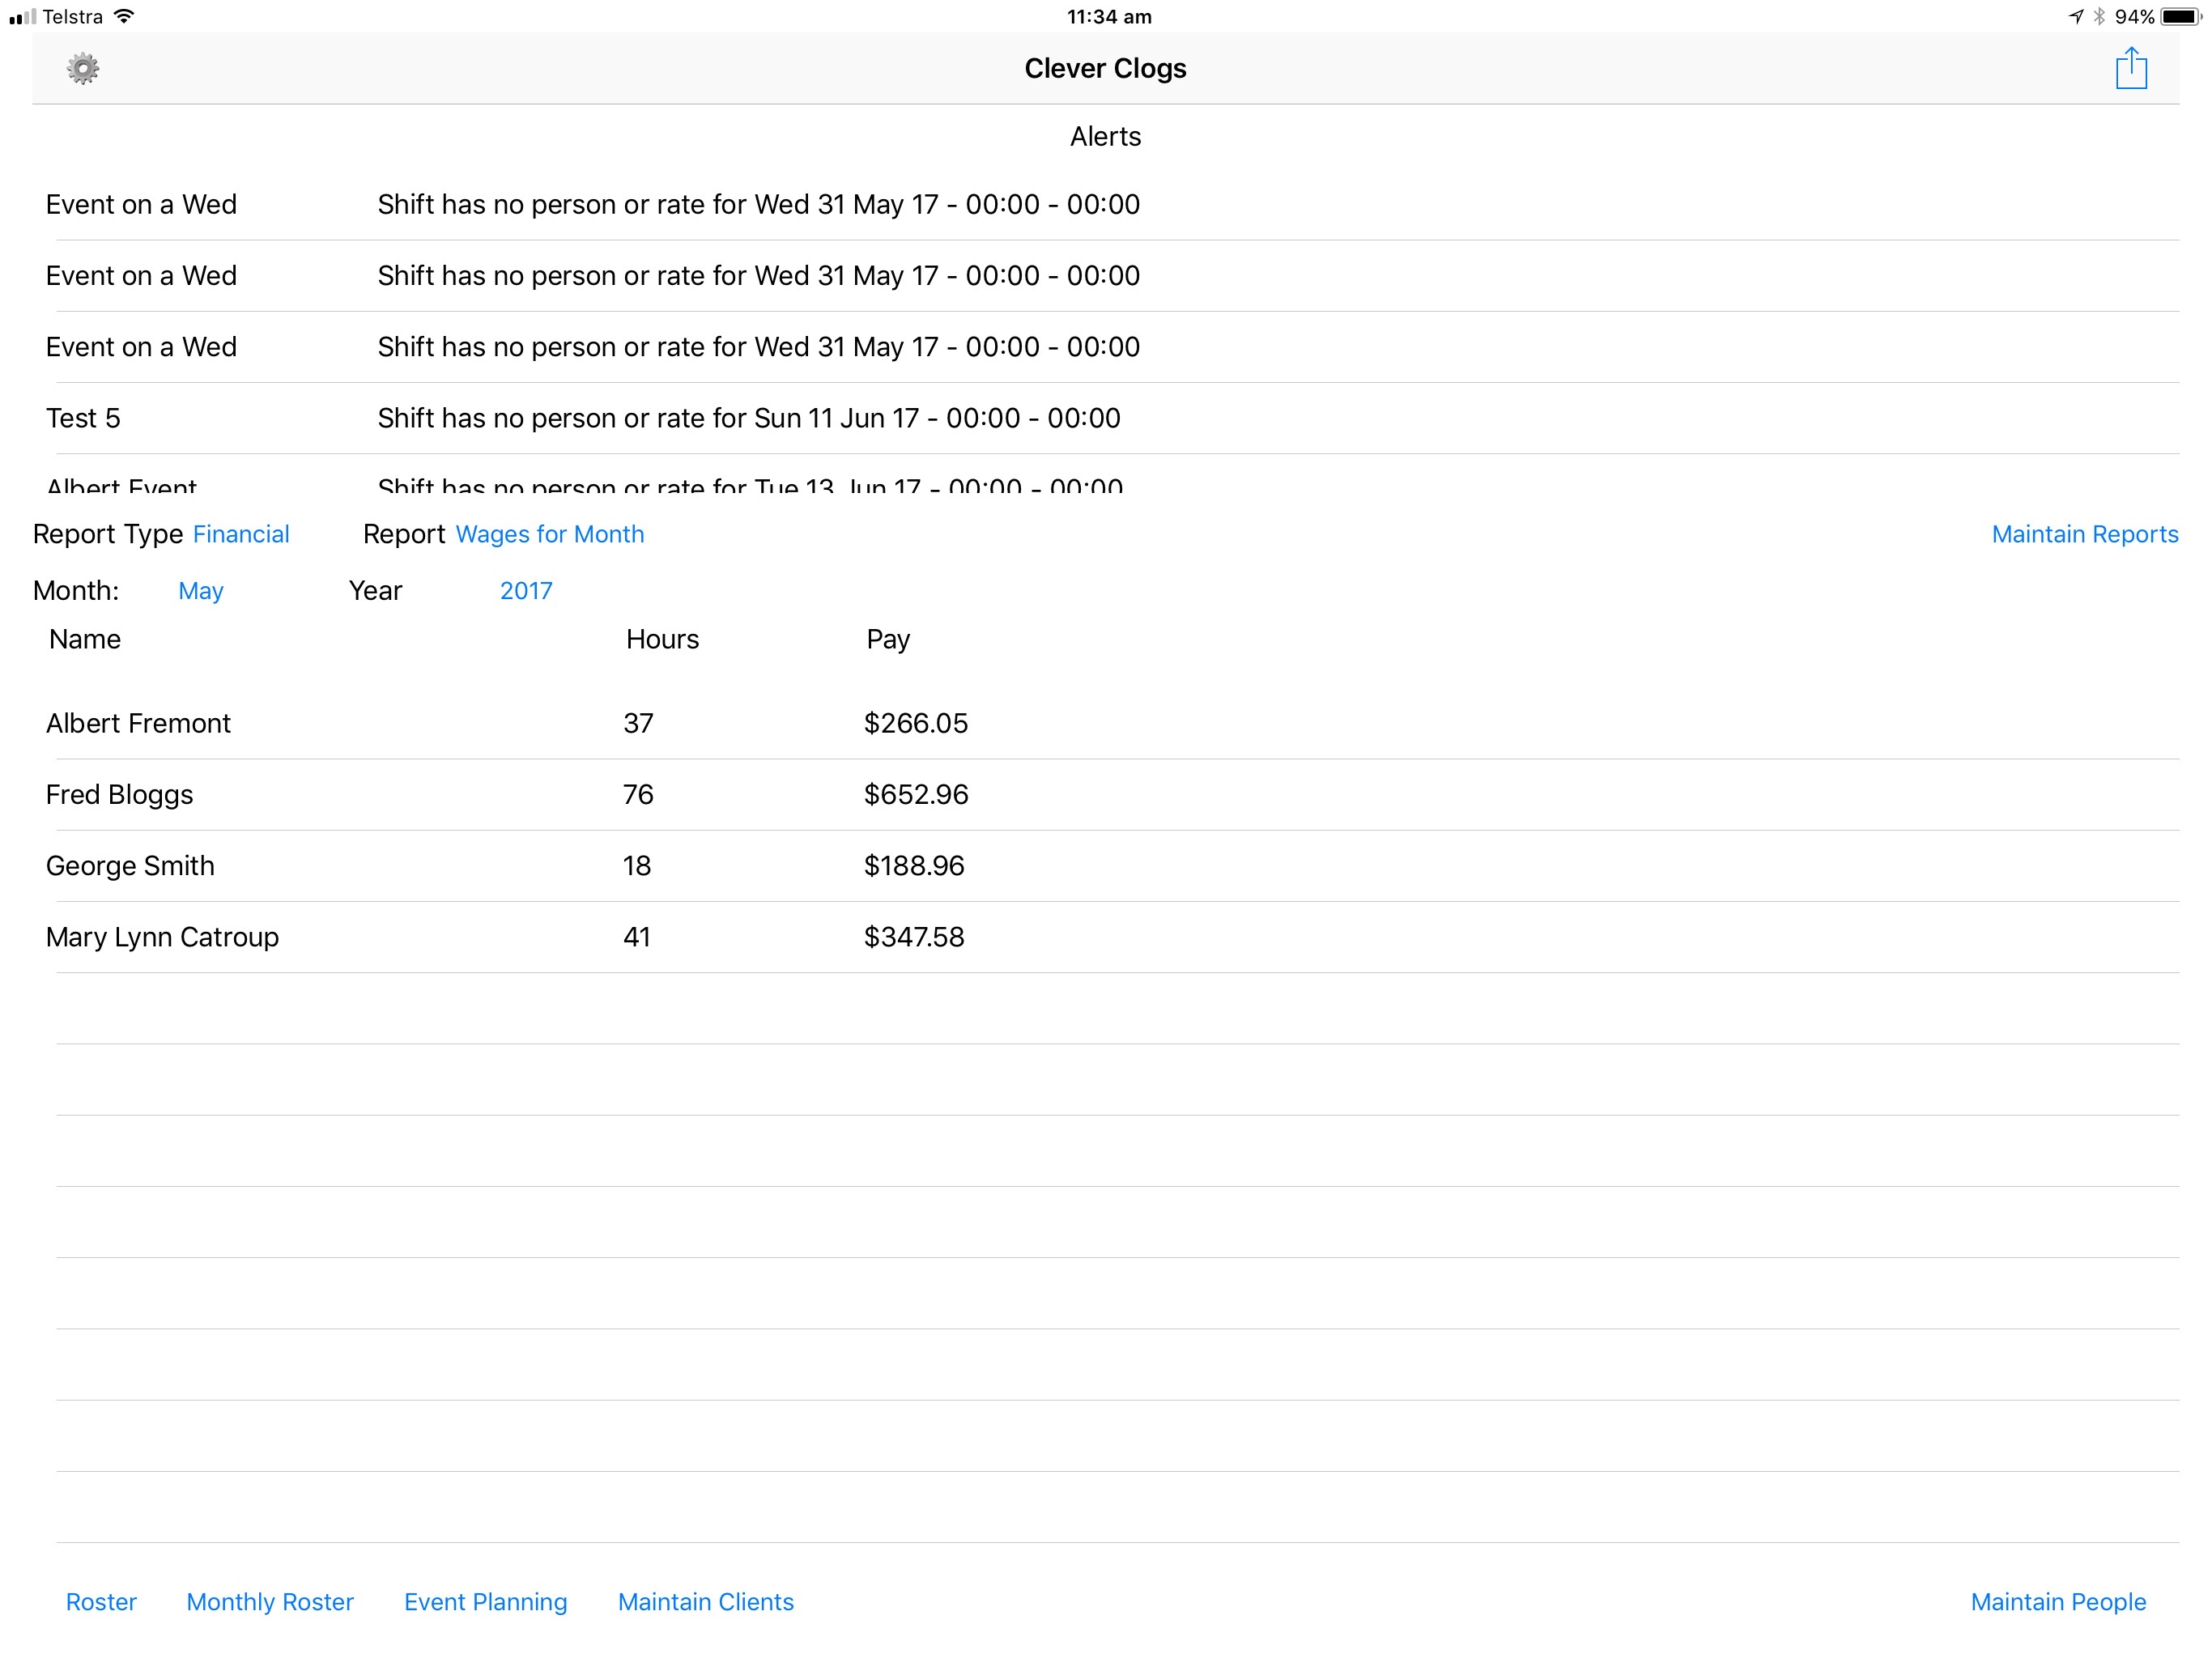 Telstra 11:34 am 94%
Clever Clogs
Alerts
Event on a Wed Shift has no person or rate for Wed 31 May 17 - 00:00 - 00:00
Event on a Wed Shift has no person or rate for Wed 31 May 17 - 00:00 - 00:00
Event on a Wed Shift has no person or rate for Wed 31 May 17 - 00:00 - 00:00
Test 5 Shift has no person or rate for Sun 11 Jun 17 - 00:00 - 00:00
Albert Event Shift has no person or rate for Tue 13 Jun 17 - 00:00 - 00:00
Report Type Financial Report Wages for Month Maintain Reports
Month: May Year 2017
Name Hours Pay
Albert Fremont 37 $266.05
Fred Bloggs 76 $652.96
George Smith 18 $188.96
Mary Lynn Catroup 41 $347.58
Roster Monthly Roster Event Planning Maintain Clients Maintain People